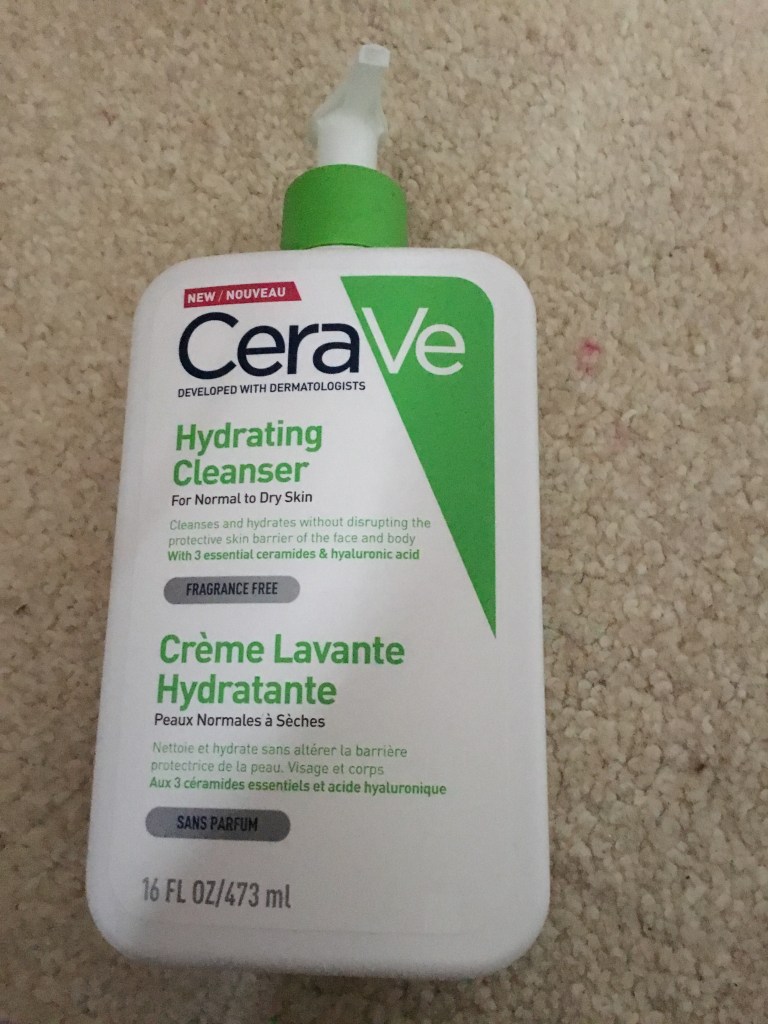 NEW / NOUVEAU
CeraVe
DEVELOPED WITH DERMATOLOGISTS
Hydrating
Cleanser
For Normal to Dry Skin
Cleanses and hydrates without disrupting the
protective skin barrier of the face and body
With 3 essential ceramides & hyaluronic acid
FRAGRANCE FREE
Crème Lavante
Hydratante
Peaux Normales à Sèches
Nettoie et hydrate sans altérer la barrière
protectrice de la peau. Visage et corps
Aux 3 céramides essentiels et acide hyaluronique
SANS PARFUM
16 FL OZ/473 ml